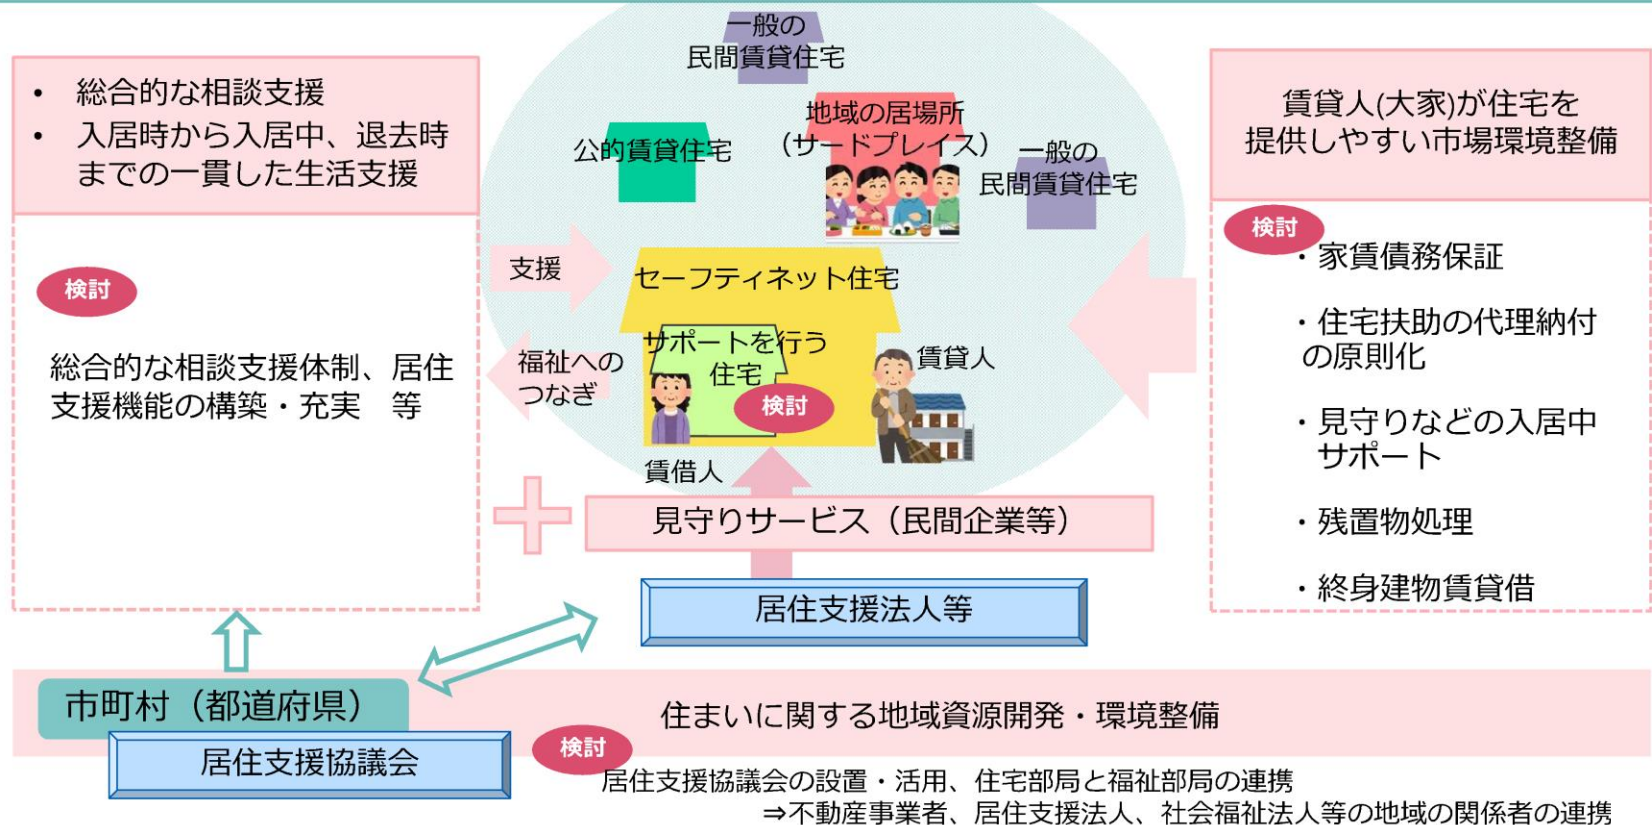 • 総合的な相談支援
• 入居時から入居中、退去時
までの一貫した生活支援
検討
総合的な相談支援体制、居住
支援機能の構築・充実　等
一般の
民間賃貸住宅
公的賃貸住宅
地域の居場所
（サードプレイス）
一般の
民間賃貸住宅
支援
福祉への
つなぎ
セーフティネット住宅
サポートを行う
住宅
検討
賃貸人
賃借人
見守りサービス（民間企業等）
居住支援法人等
賃貸人(大家)が住宅を
提供しやすい市場環境整備
検討
・家賃債務保証
・住宅扶助の代理納付
の原則化
・見守りなどの入居中
サポート
・残置物処理
・終身建物賃貸借
市町村（都道府県）
居住支援協議会
住まいに関する地域資源開発・環境整備
検討
居住支援協議会の設置・活用、住宅部局と福祉部局の連携
⇒不動産事業者、居住支援法人、社会福祉法人等の地域の関係者の連携